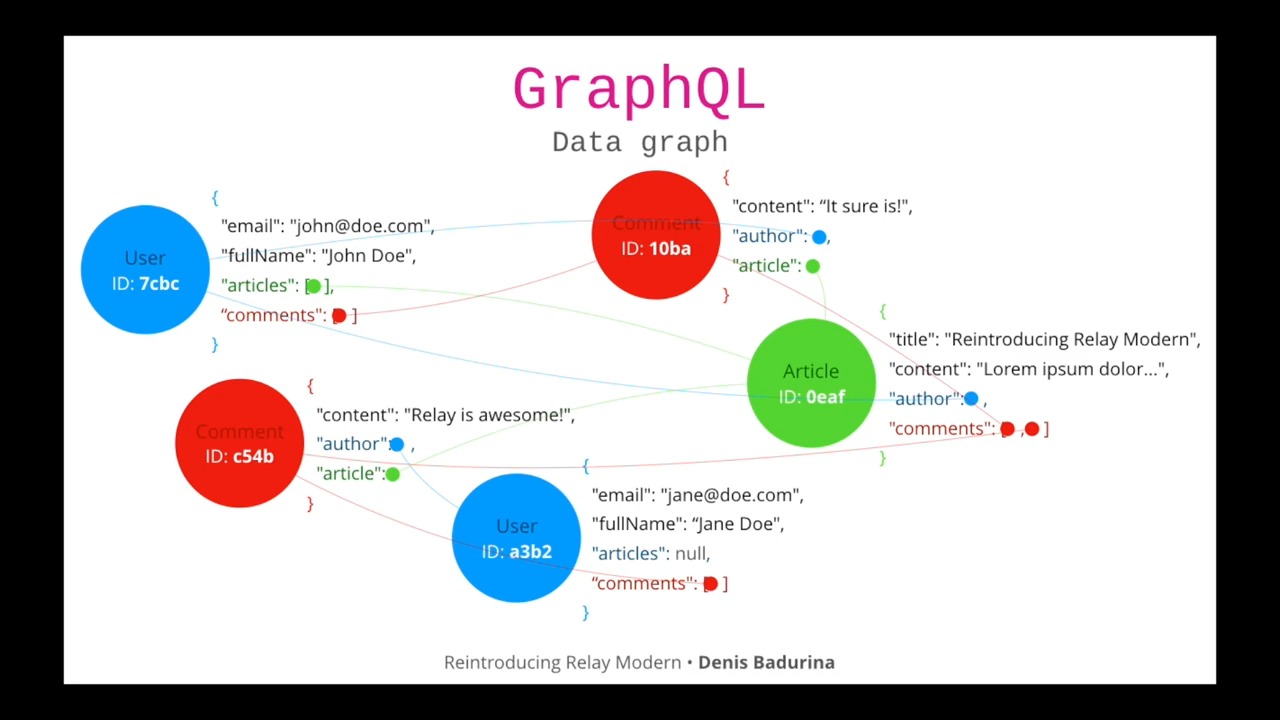 GraphQL
Data graph
User
ID: 7cbc
{
"email": "john@doe.com",
"fullName": "John Doe",
"articles": [ ],
“comments": [ ]
}
Comment
ID: 10ba
{
"content": “It sure is!",
"author": ,
"article":
}
Article
ID: 0eaf
{
"title": "Reintroducing Relay Modern",
"content": "Lorem ipsum dolor...",
"author": ,
"comments": [ , ]
}
Comment
ID: c54b
{
"content": "Relay is awesome!",
"author": ,
"article":
}
User
ID: a3b2
{
"email": "jane@doe.com",
"fullName": “Jane Doe",
"articles": null,
“comments": [ ]
}
Reintroducing Relay Modern • Denis Badurina